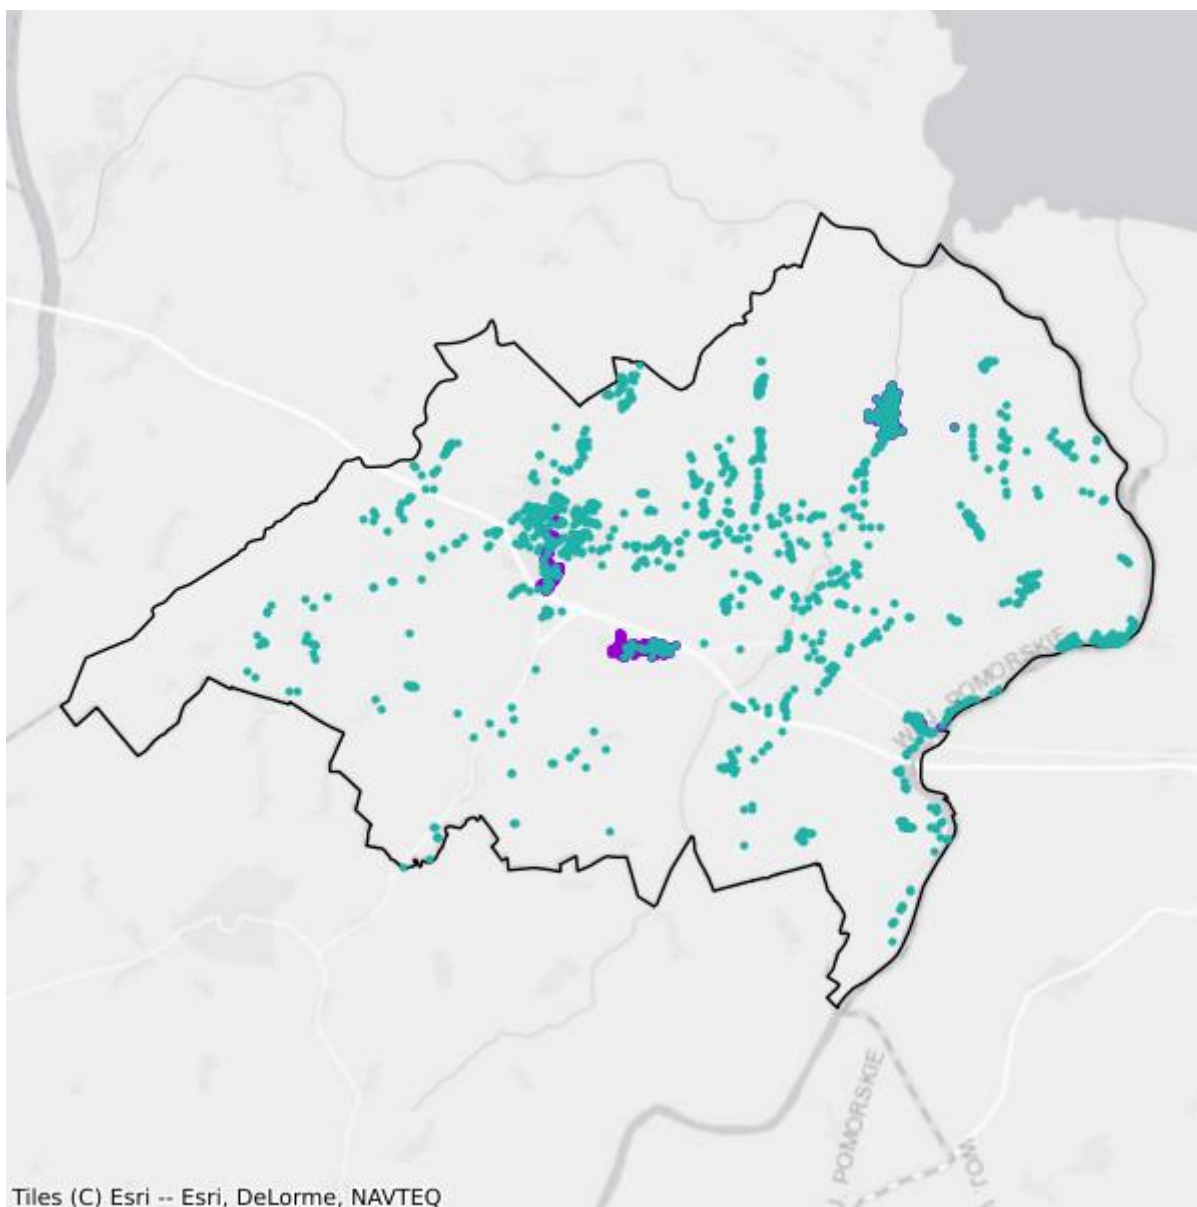 WOJ. POMORSKIE
J. POMORSKIE
WOJ. W
Tiles (C) Esri -- Esri, DeLorme, NAVTEQ